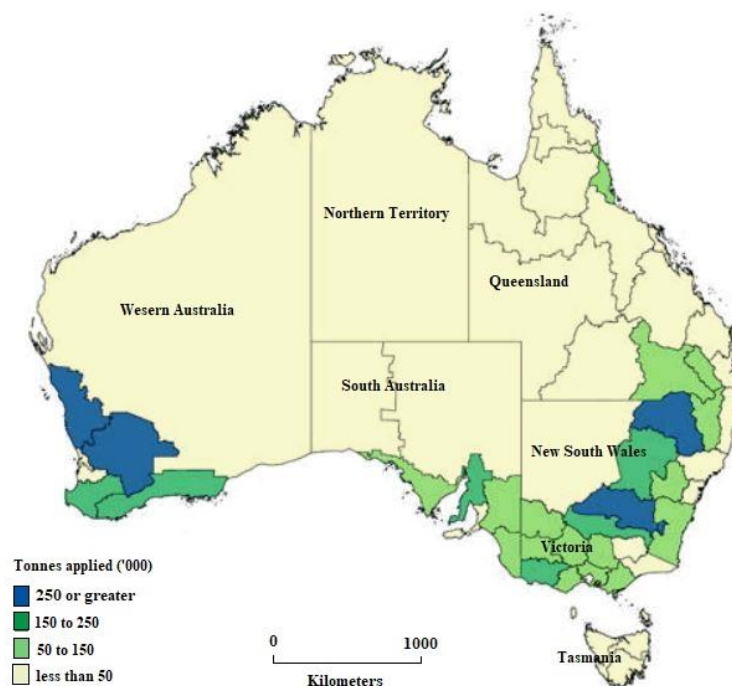 Northern Territory
Queensland
Wesern Australia
South Australia
New South Wales
Victoria
Tasmania
Tonnes applied ('000)
250 or greater
150 to 250
50 to 150
less than 50
0 1000
Kilometers